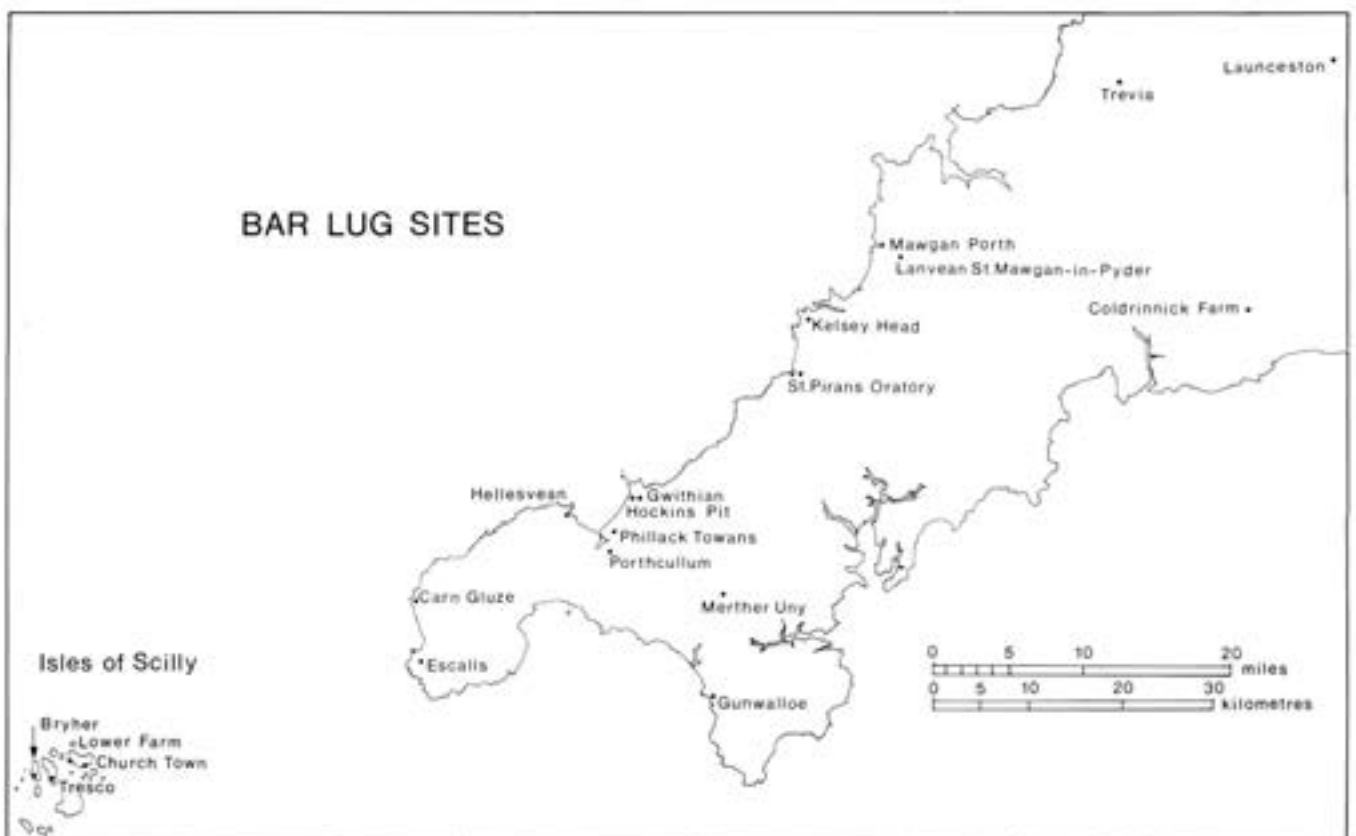 Launceston
Trevia
BAR LUG SITES
Mawgan Porth
Lanvean St.Mawgan-in-Pyder
Coldrinnick Farm
Kelsey Head
St.Pirans Oratory
Hellesvean
Gwithian
Hockins Pit
Phillack Towans
Porthcullum
Carn Gluze
Merther Uny
Isles of Scilly
Escalls
0 5 10 20
miles
0 5 10 20 30
kilometres
Gunwalloe
Bryher
Lower Farm
Church Town
Tresco